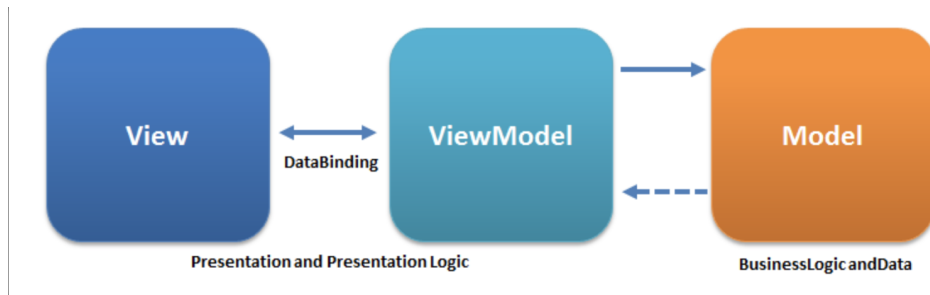 View
ViewModel
Model
DataBinding
Presentation and Presentation Logic
BusinessLogic andData